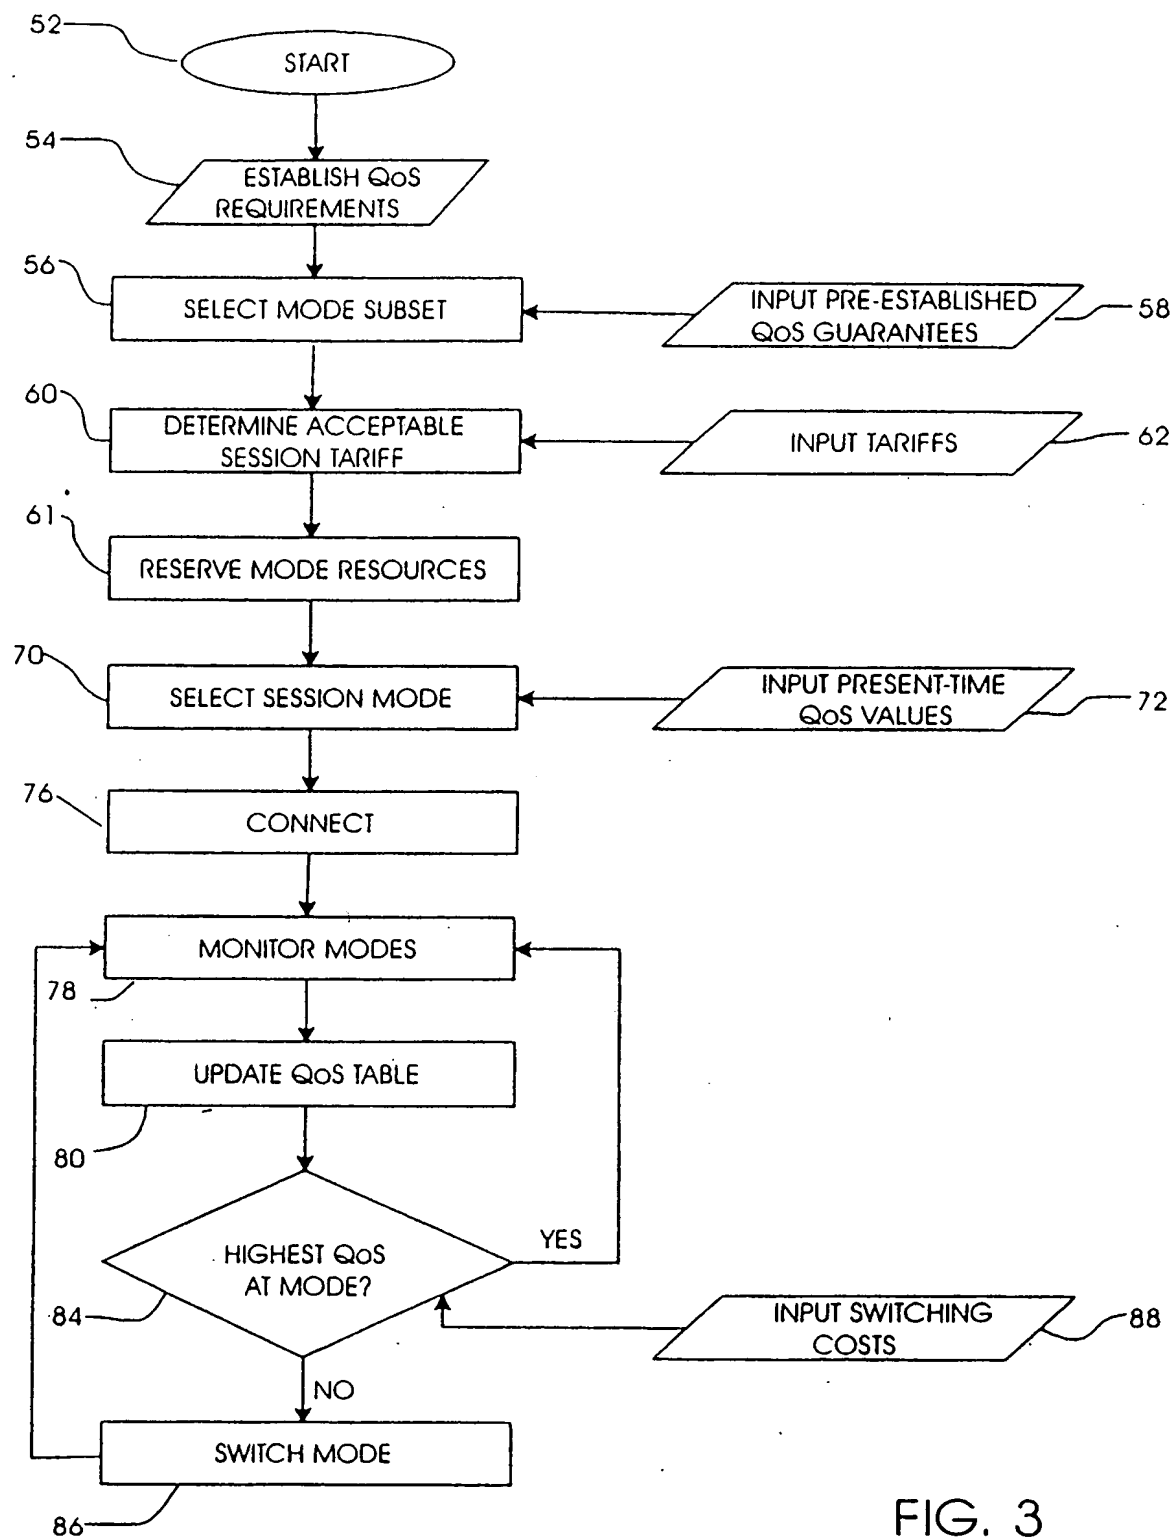 52
START
54
ESTABLISH QoS
REQUIREMENTS
56
SELECT MODE SUBSET
INPUT PRE-ESTABLISHED
QoS GUARANTEES
58
60
DETERMINE ACCEPTABLE
SESSION TARIFF
INPUT TARIFFS
62
61
RESERVE MODE RESOURCES
70
SELECT SESSION MODE
INPUT PRESENT-TIME
QoS VALUES
72
76
CONNECT
MONITOR MODES
78
UPDATE QoS TABLE
80
HIGHEST QoS
AT MODE?
YES
84
INPUT SWITCHING
COSTS
88
NO
SWITCH MODE
86
FIG. 3